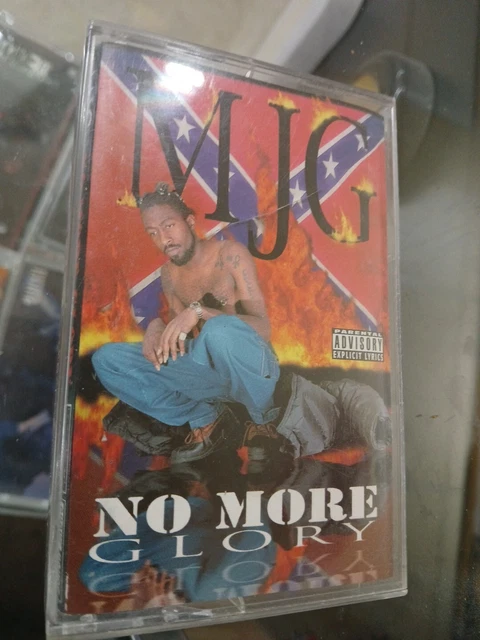 MJG
PARENTAL
ADVISORY
EXPLICIT LYRICS
NO MORE
GLORY